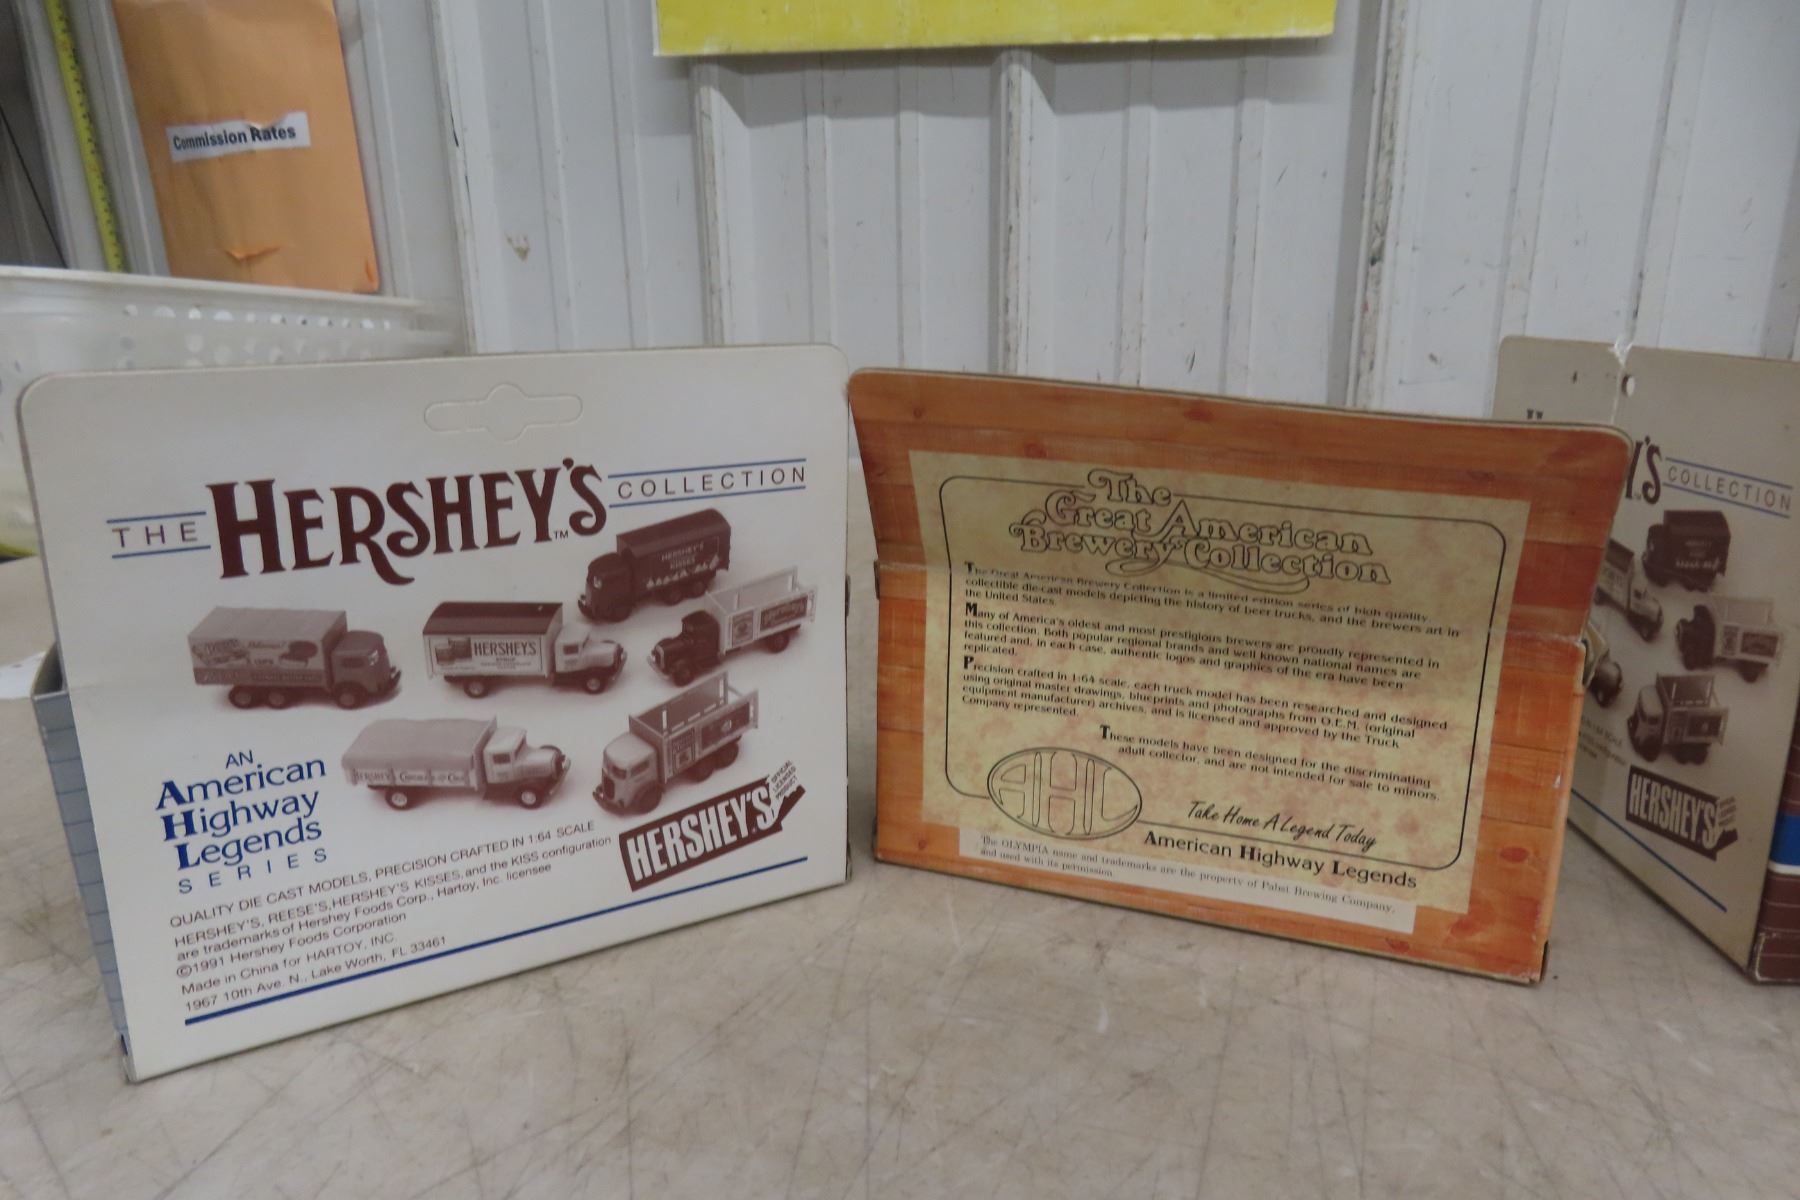 Commission Rates
THE HERSHEY'S COLLECTION
TM
HERSHEY'S
KISSES
HERSHEY'S
SYRUP
AN
American
Highway
Legends
SERIES
HERSHEY'S
OFFICIAL
LICENSED
PRODUCT
QUALITY DIE CAST MODELS, PRECISION CRAFTED IN 1:64 SCALE
HERSHEY'S, REESE'S, HERSHEY'S KISSES, and the KISS configuration
are trademarks of Hershey Foods Corp., Hartoy, Inc. licensee
©1991 Hershey Foods Corporation
Made in China for HARTOY, INC.
1967 10th Ave. N., Lake Worth, FL 33461
The
Great American
Brewery Collection
The Great American Brewery Collection is a limited edition series of high quality,
collectible die-cast models depicting the history of beer trucks, and the brewers art in
the United States.
Many of America's oldest and most prestigious brewers are proudly represented in
this collection. Both popular regional brands and well known national names are
featured and, in each case, authentic logos and graphics of the era have been
replicated.
Precision crafted in 1:64 scale, each truck model has been researched and designed
using original master drawings, blueprints and photographs from O.E.M. (original
equipment manufacturer) archives, and is licensed and approved by the Truck
Company represented.
These models have been designed for the discriminating
adult collector, and are not intended for sale to minors.
AHL
Take Home A Legend Today
American Highway Legends
The OLYMPIA name and trademarks are the property of Pabst Brewing Company,
and used with its permission.
'S COLLECTION
HERSHEY'S